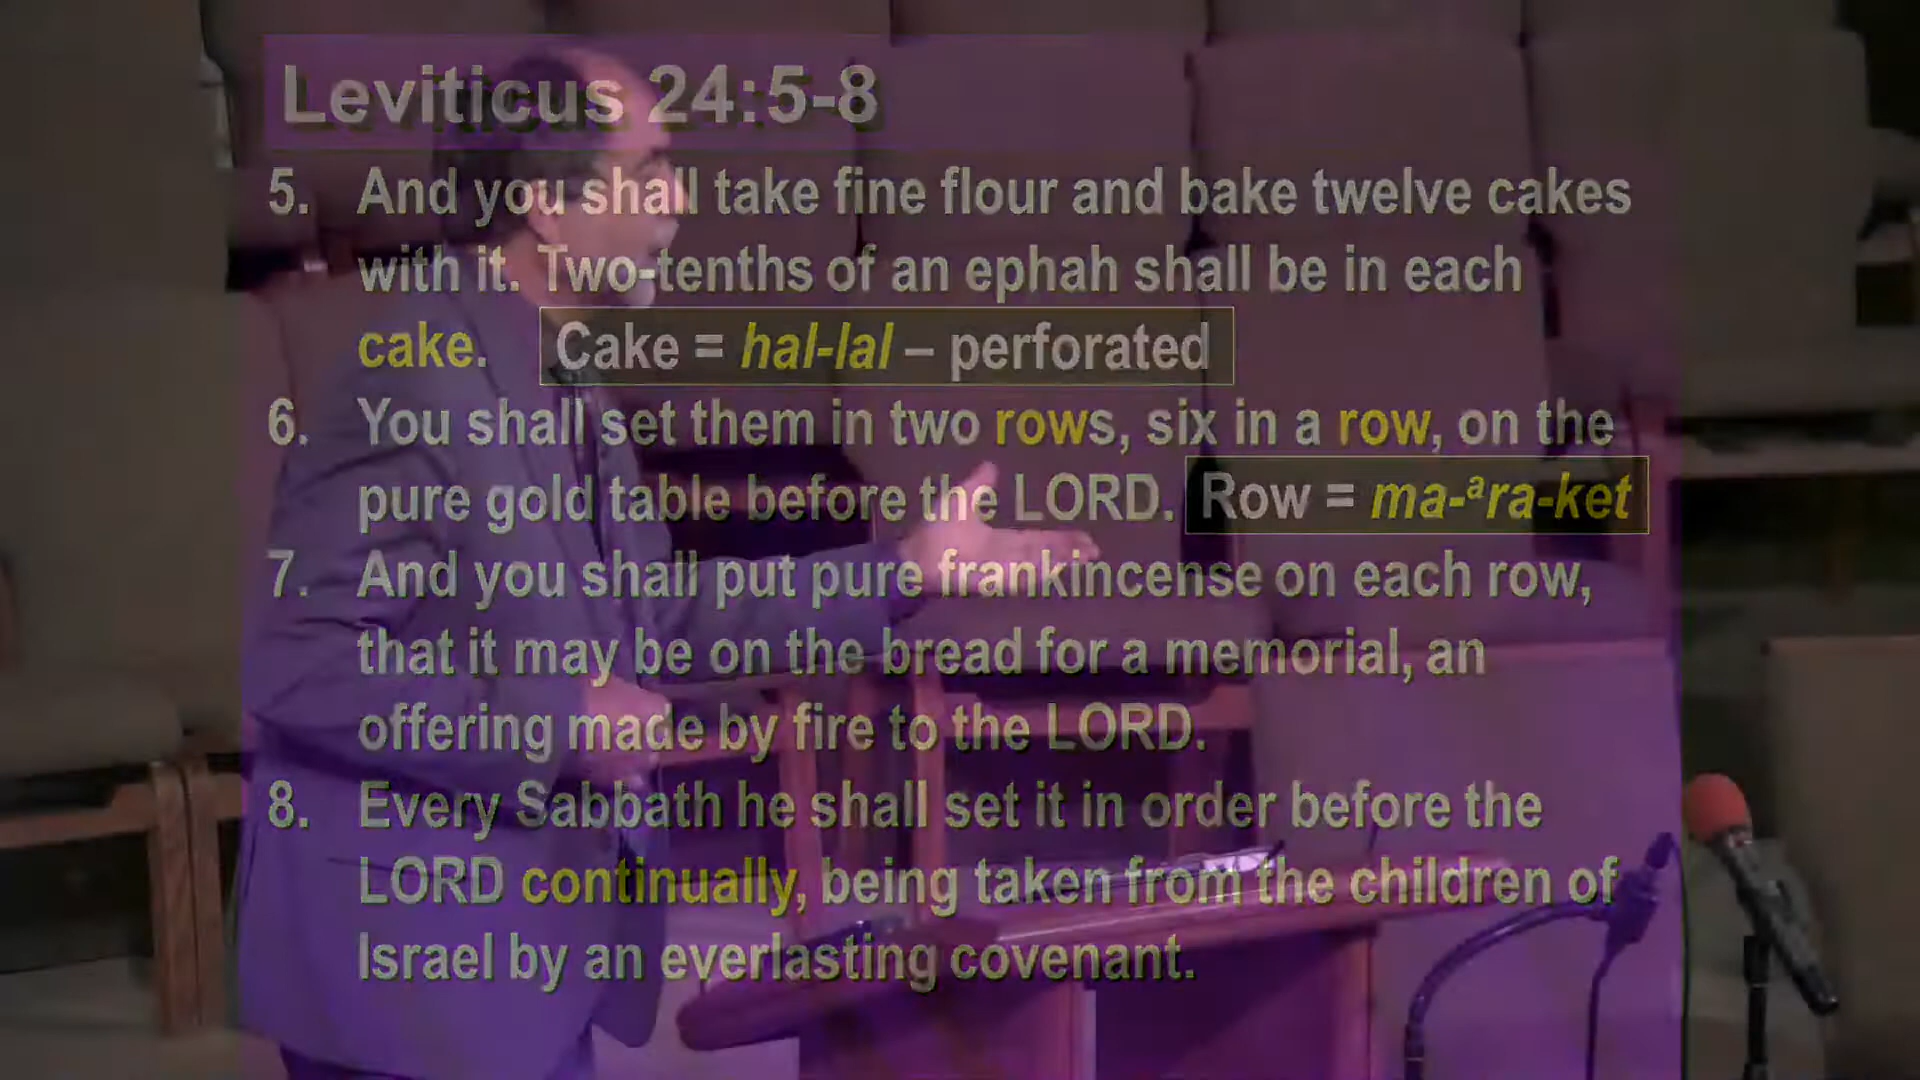 Leviticus 24:5-8
5. And you shall take fine flour and bake twelve cakes
with it. Two-tenths of an ephah shall be in each
cake. Cake = hal-lal – perforated
6. You shall set them in two rows, six in a row, on the
pure gold table before the LORD. Row = ma-ᵃra-ket
7. And you shall put pure frankincense on each row,
that it may be on the bread for a memorial, an
offering made by fire to the LORD.
8. Every Sabbath he shall set it in order before the
LORD continually, being taken from the children of
Israel by an everlasting covenant.